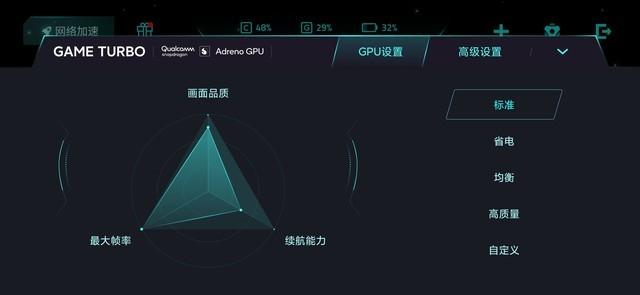 网络加速
C 48%
G 29%
32%
GAME TURBO
Qualcomm
snapdragon
Adreno GPU
GPU设置
高级设置
画面品质
最大帧率
续航能力
标准
省电
均衡
高质量
自定义